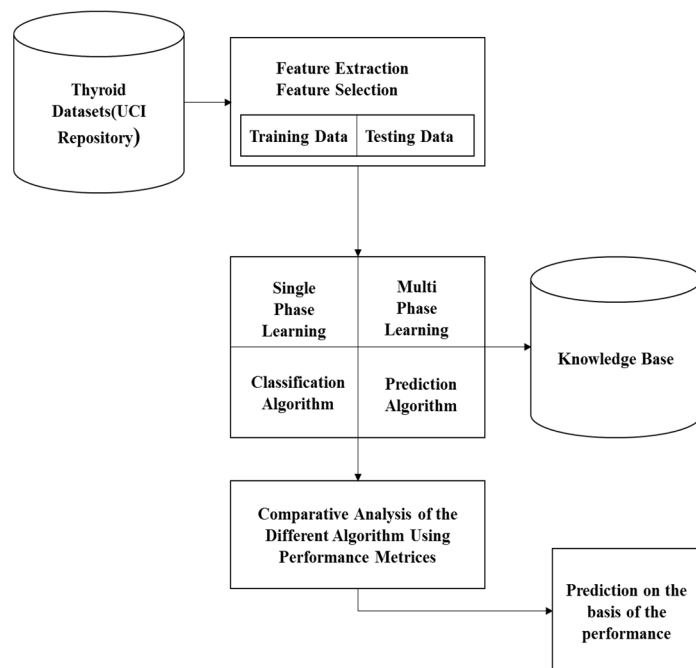 Thyroid
Datasets(UCI
Repository)
Feature Extraction
Feature Selection
Training Data
Testing Data
Single
Phase
Learning
Multi
Phase
Learning
Classification
Algorithm
Prediction
Algorithm
Knowledge Base
Comparative Analysis of the
Different Algorithm Using
Performance Metrices
Prediction on the
basis of the
performance